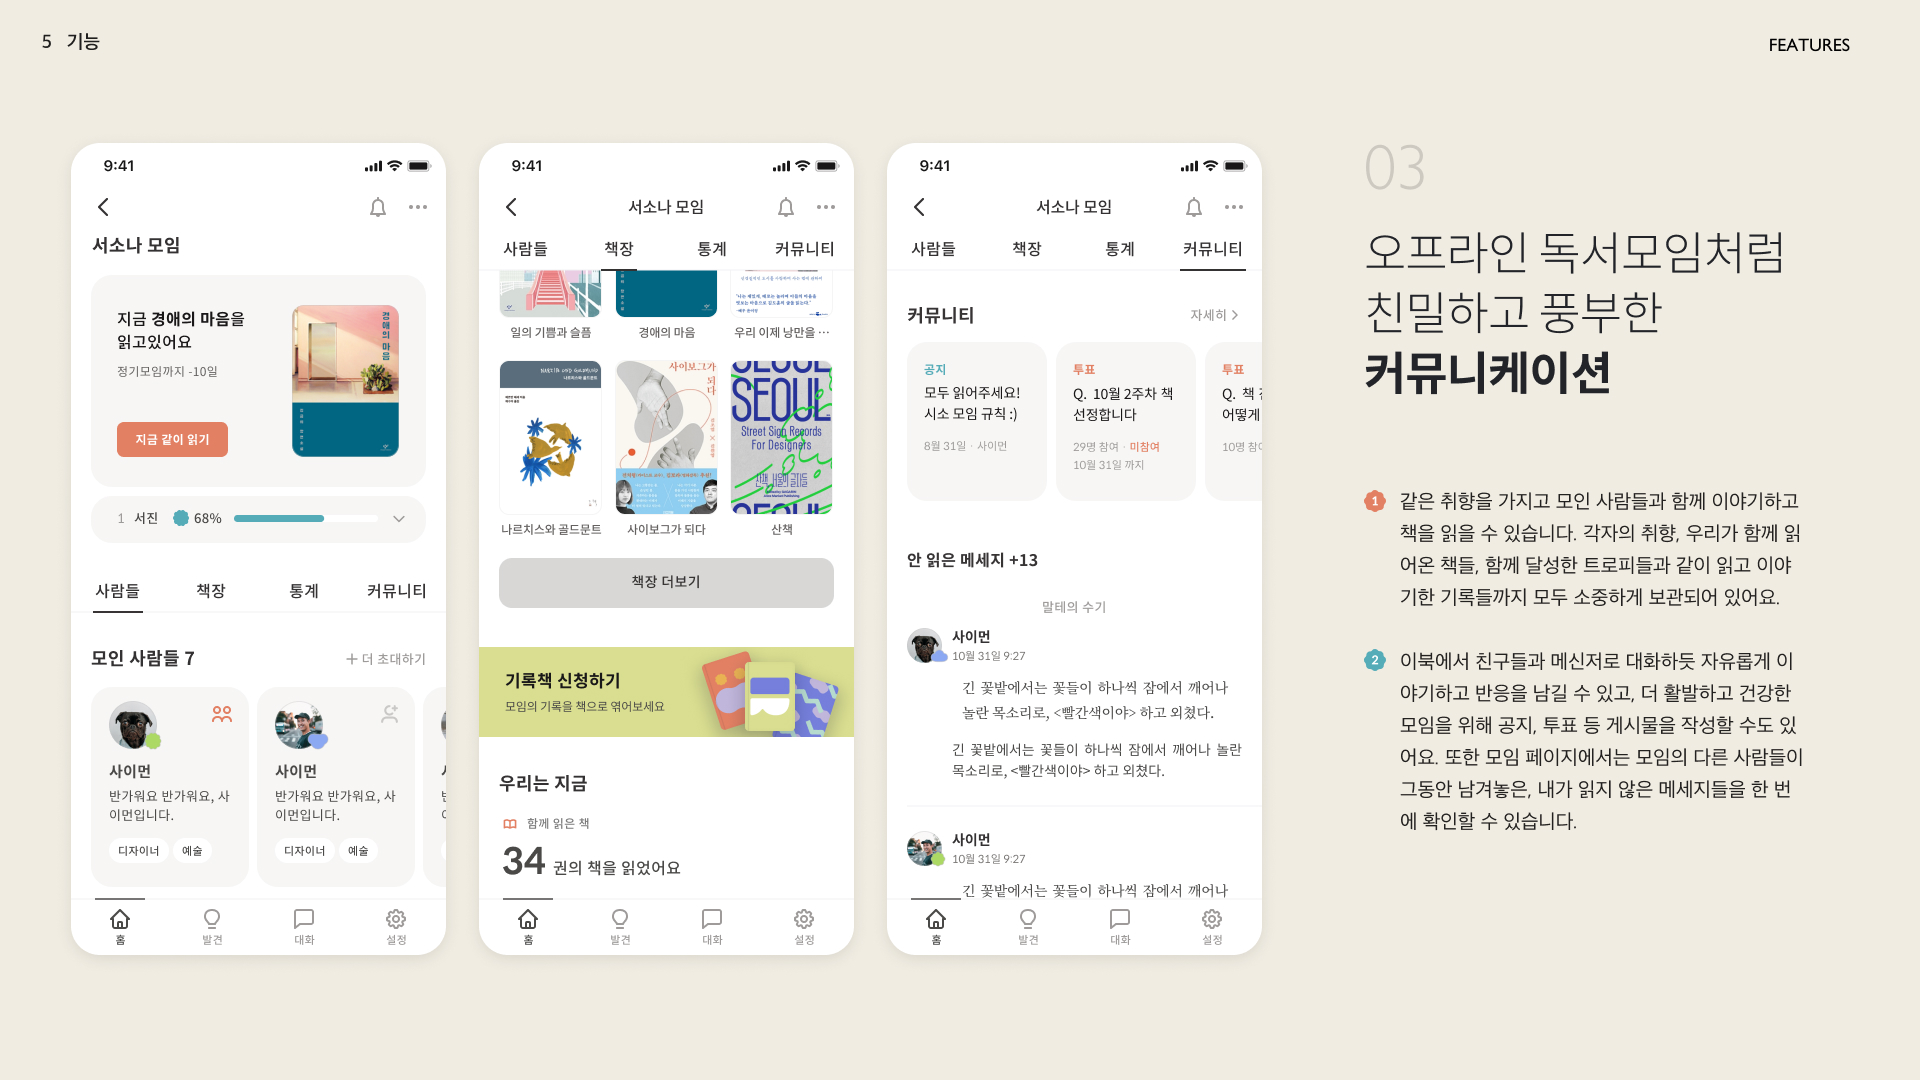 5 기능
FEATURES
9:41
서소나 모임
지금 경애의 마음을
읽고있어요
정기모임까지 -10일
지금 같이 읽기
경애의 마음
1 서진 68%
사람들 책장 통계 커뮤니티
모인 사람들 7
+ 더 초대하기
사이먼
반가워요 반가워요, 사
이먼입니다.
디자이너 예술
사이먼
반가워요 반가워요, 사
이먼입니다.
디자이너 예술
홈 발견 대화 설정
9:41
서소나 모임
사람들 책장 통계 커뮤니티
일의 기쁨과 슬픔
경애의 마음
우리 이제 낭만을 ···
나르치스와 골드문트
사이보그가
되다
SEOUL
SEOUL
Street Sign Records
For Designers
나르치스와 골드문트
사이보그가 되다
산책
책장 더보기
기록책 신청하기
모임의 기록을 책으로 엮어보세요
우리는 지금
함께 읽은 책
34 권의 책을 읽었어요
홈 발견 대화 설정
9:41
서소나 모임
사람들 책장 통계 커뮤니티
커뮤니티
자세히
공지
모두 읽어주세요!
시소 모임 규칙 :)
8월 31일 · 사이먼
투표
Q. 10월 2주차 책
선정합니다
29명 참여 · 미참여
10월 31일 까지
투표
Q. 책
어떻게
10명 참여
안 읽은 메세지 +13
말테의 수기
사이먼
10월 31일 9:27
긴 꽃밭에서는 꽃들이 하나씩 잠에서 깨어나
놀란 목소리로, <빨간색이야> 하고 외쳤다.
긴 꽃밭에서는 꽃들이 하나씩 잠에서 깨어나 놀란
목소리로, <빨간색이야> 하고 외쳤다.
사이먼
10월 31일 9:27
긴 꽃밭에서는 꽃들이 하나씩 잠에서 깨어나
홈 발견 대화 설정
03
오프라인 독서모임처럼
친밀하고 풍부한
커뮤니케이션
1 같은 취향을 가지고 모인 사람들과 함께 이야기하고
책을 읽을 수 있습니다. 각자의 취향, 우리가 함께 읽
어온 책들, 함께 달성한 트로피들과 같이 읽고 이야
기한 기록들까지 모두 소중하게 보관되어 있어요.
2 이북에서 친구들과 메신저로 대화하듯 자유롭게 이
야기하고 반응을 남길 수 있고, 더 활발하고 건강한
모임을 위해 공지, 투표 등 게시물을 작성할 수도 있
어요. 또한 모임 페이지에서는 모임의 다른 사람들이
그동안 남겨놓은, 내가 읽지 않은 메세지들을 한 번
에 확인할 수 있습니다.